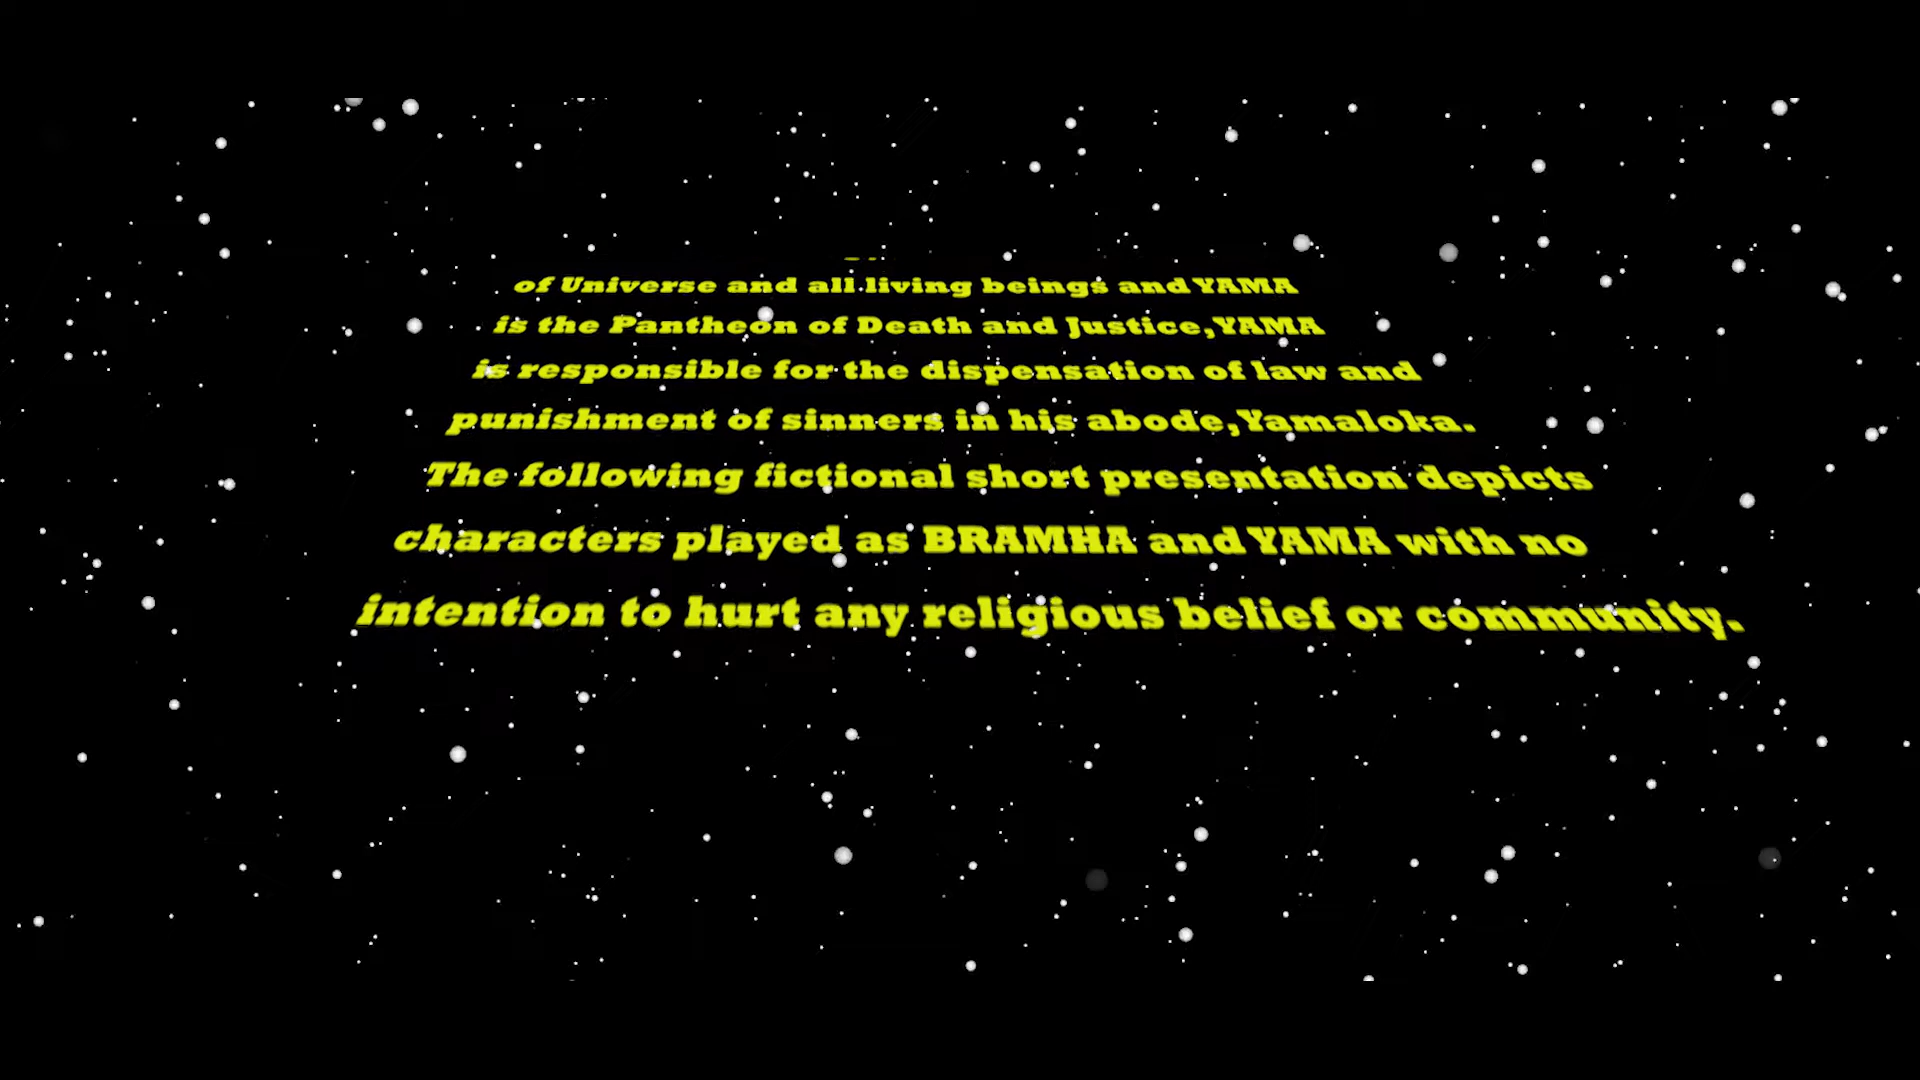 of Universe and all living beings and YAMA
is the Pantheon of Death and Justice,YAMA
is responsible for the dispensation of law and
punishment of sinners in his abode,Yamaloka.
The following fictional short presentation depicts
characters played as BRAMHA and YAMA with no
intention to hurt any religious belief or community.